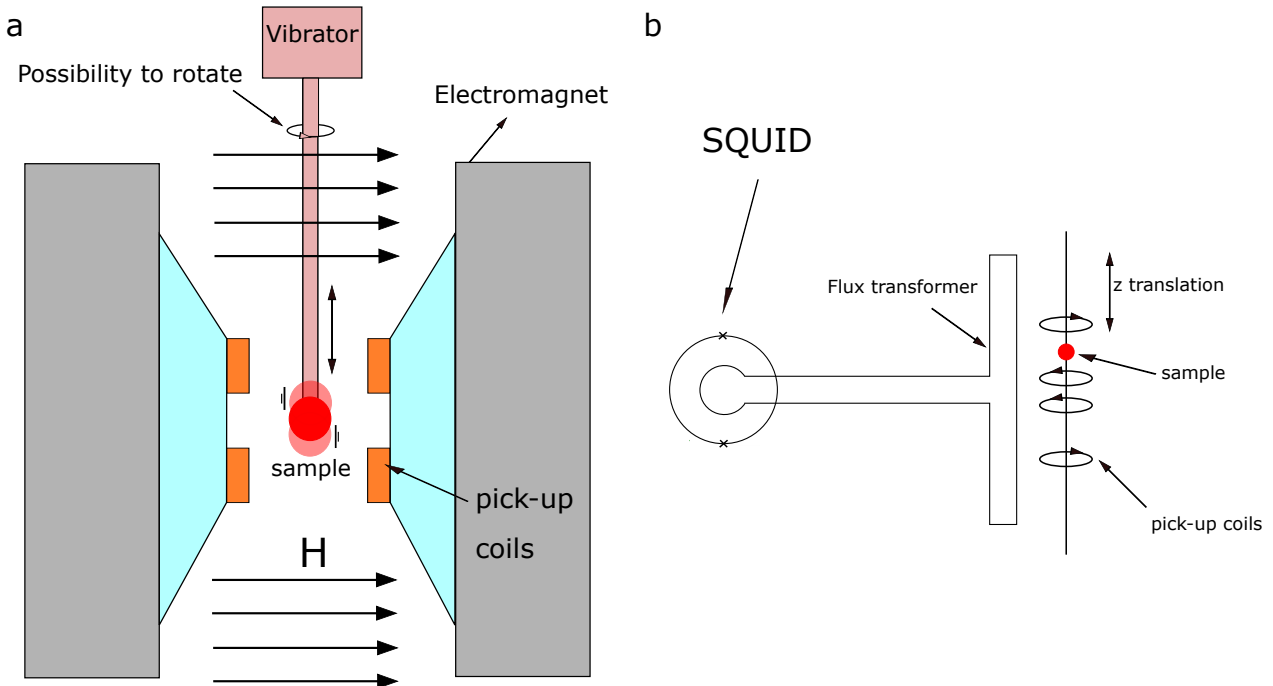 a
Vibrator
Possibility to rotate
Electromagnet
sample
pick-up
coils
H
b
SQUID
Flux transformer
z translation
sample
pick-up coils